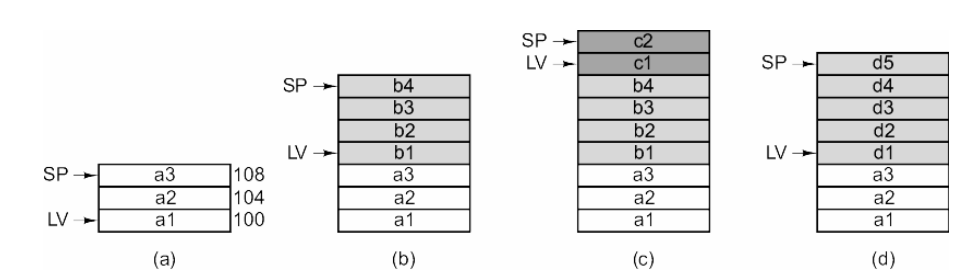 SP a3 108
a2 104
LV a1 100
(a)
SP b4
b3
b2
LV b1
a3
a2
a1
(b)
SP c2
LV c1
b4
b3
b2
b1
a3
a2
a1
(c)
SP d5
d4
d3
d2
LV d1
a3
a2
a1
(d)